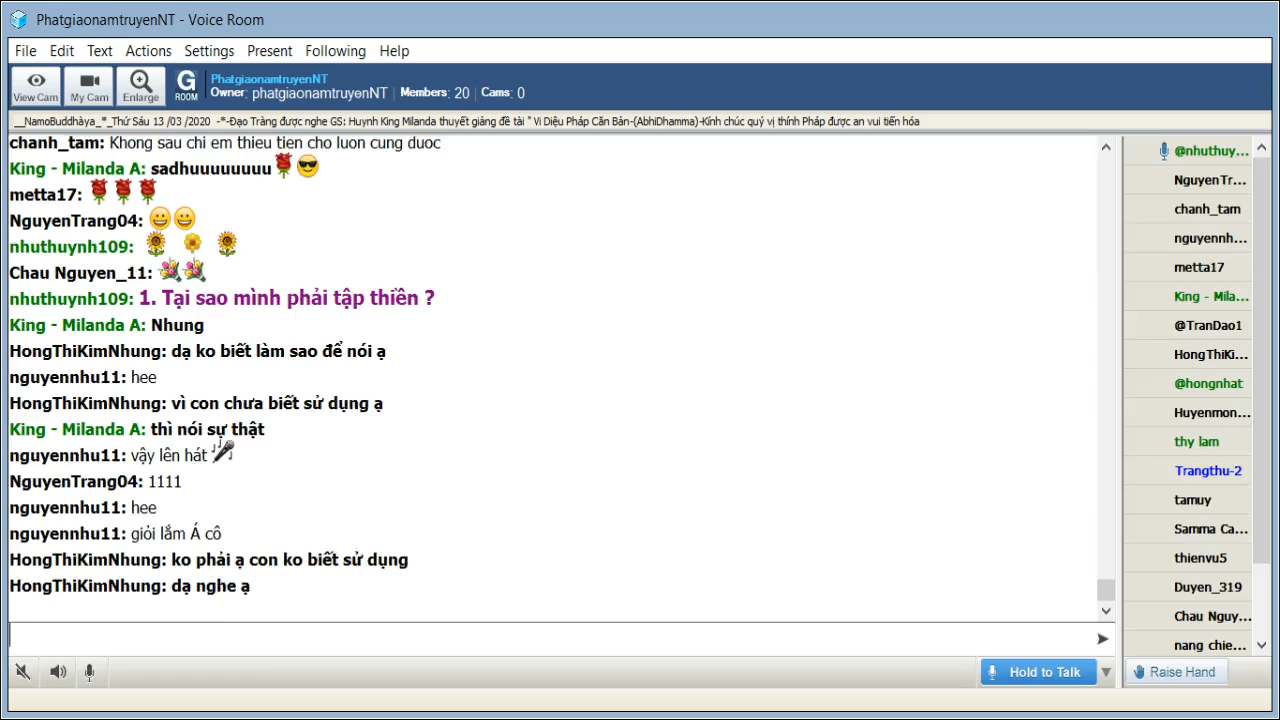 PhatgiaonamtruyenNT - Voice Room
File Edit Text Actions Settings Present Following Help
View Cam My Cam Enlarge G ROOM
PhatgiaonamtruyenNT
Owner: phatgiaonamtruyenNT Members: 20 Cams: 0
__NamoBuddhàya_*_Thứ Sáu 13 /03 /2020 -*-Đạo Tràng được nghe GS: Huynh King Milanda thuyết giảng đề tài " Vi Diệu Pháp Căn Bản-(AbhiDhamma)-Kính chúc quý vị thính Pháp được an vui tiến hóa
chanh_tam: Khong sau chi em thieu tien cho luon cung duoc
King - Milanda A: sadhuuuuuuuu
metta17:
NguyenTrang04:
nhuthuynh109:
Chau Nguyen_11:
nhuthuynh109: 1. Tại sao mình phải tập thiền ?
King - Milanda A: Nhung
HongThiKimNhung: dạ ko biết làm sao để nói ạ
nguyennhu11: hee
HongThiKimNhung: vì con chưa biết sử dụng ạ
King - Milanda A: thì nói sự thật
nguyennhu11: vậy lên hát
NguyenTrang04: 1111
nguyennhu11: hee
nguyennhu11: giỏi lắm Á cô
HongThiKimNhung: ko phải ạ con ko biết sử dụng
HongThiKimNhung: dạ nghe ạ
@nhuthuy...
NguyenTr...
chanh_tam
nguyennh...
metta17
King - Mila...
@TranDao1
HongThiKi...
@hongnhat
Huyenmon...
thy lam
Trangthu-2
tamuy
Samma Ca...
thienvu5
Duyen_319
Chau Nguy...
nang chie...
Hold to Talk
Raise Hand